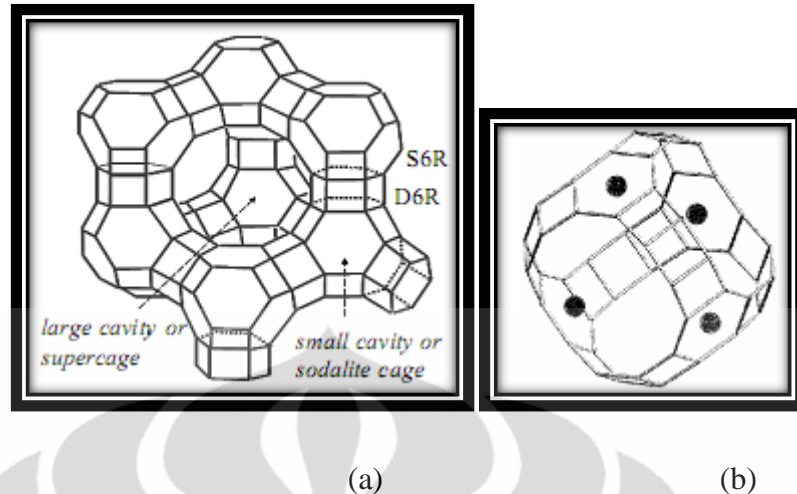 S6R
D6R
large cavity or
supercage
small cavity or
sodalite cage
(a)
(b)